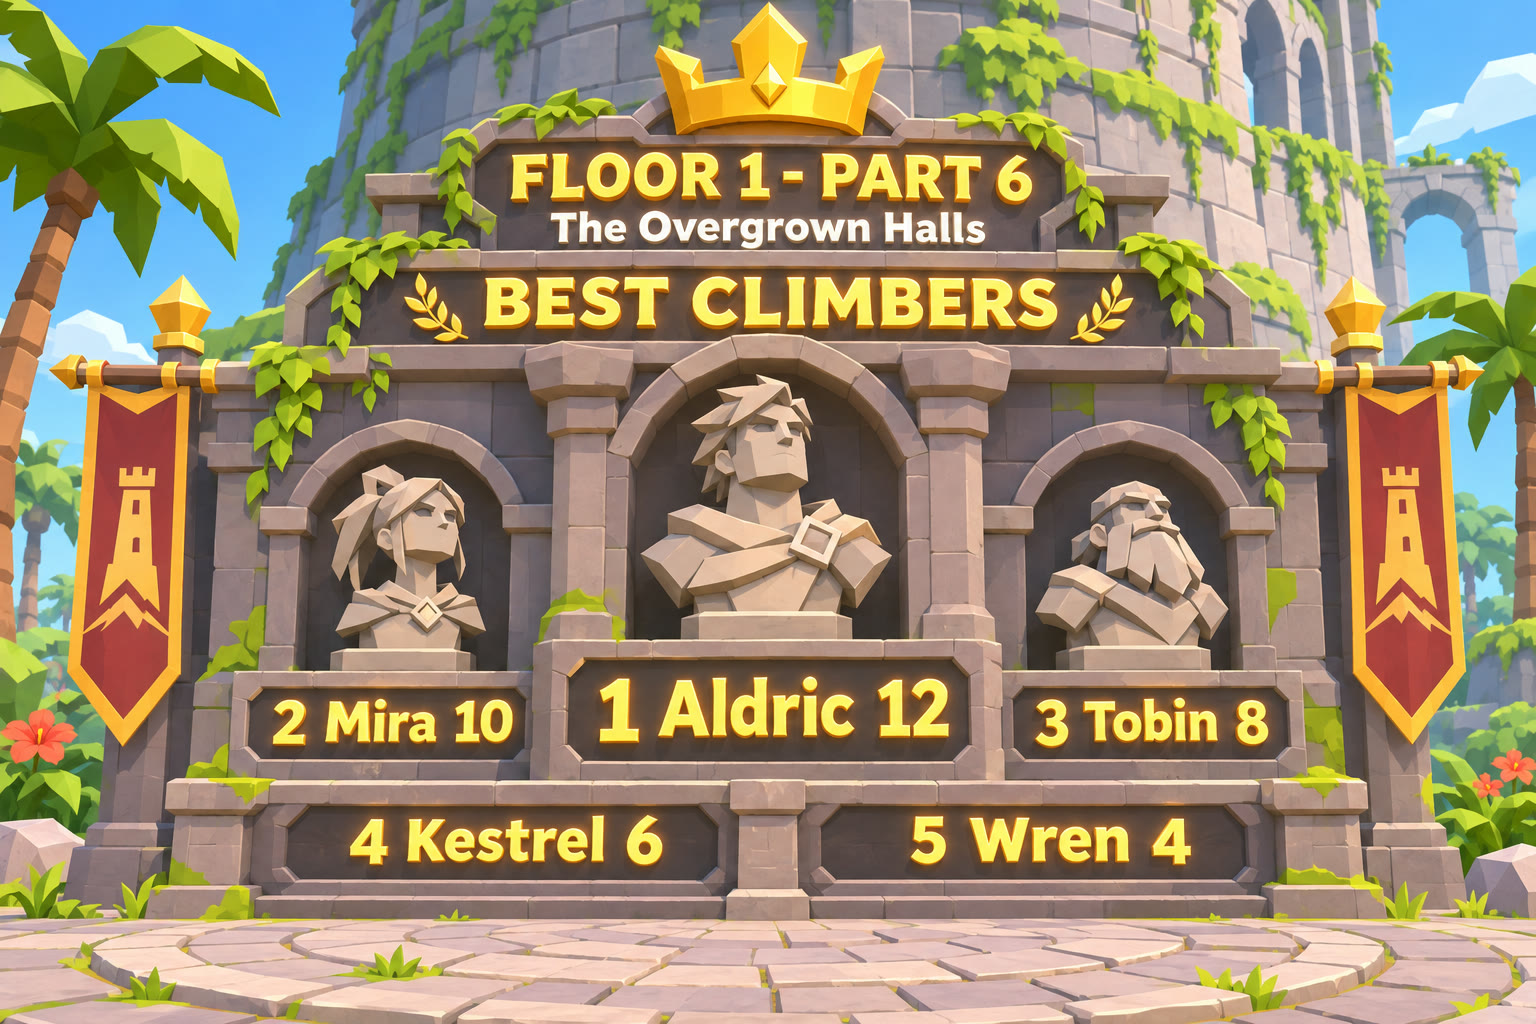 FLOOR 1 - PART 6
The Overgrown Halls
BEST CLIMBERS
2 Mira 10
1 Aldric 12
3 Tobin 8
4 Kestrel 6
5 Wren 4